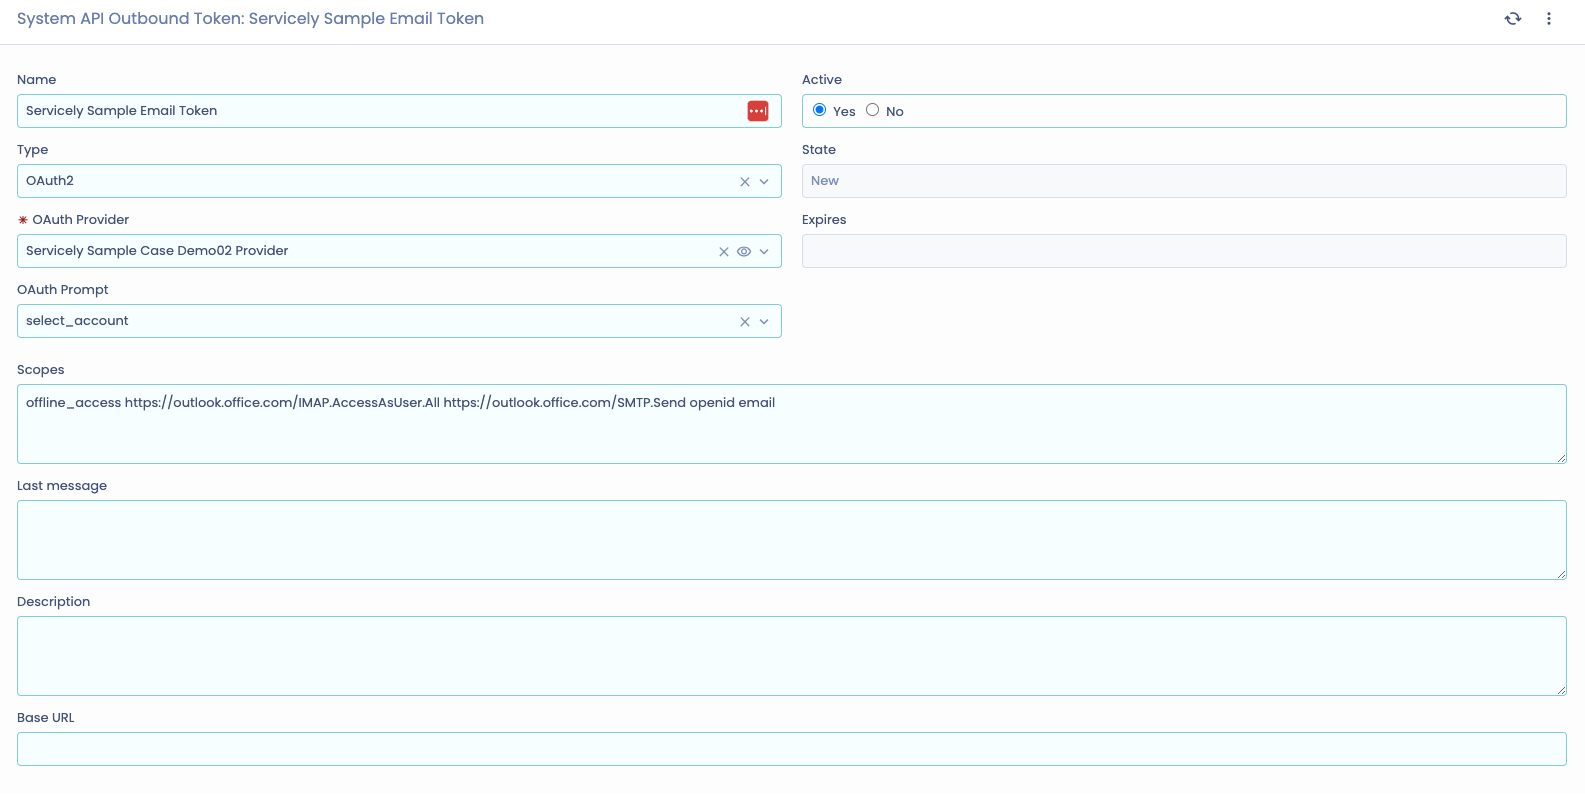 System API Outbound Token: Servicely Sample Email Token
Name
Servicely Sample Email Token
Active
Yes No
Type
OAuth2
State
New
* OAuth Provider
Servicely Sample Case Demo02 Provider
Expires
OAuth Prompt
select_account
Scopes
offline_access https://outlook.office.com/IMAP.AccessAsUser.All https://outlook.office.com/SMTP.Send openid email
Last message
Description
Base URL